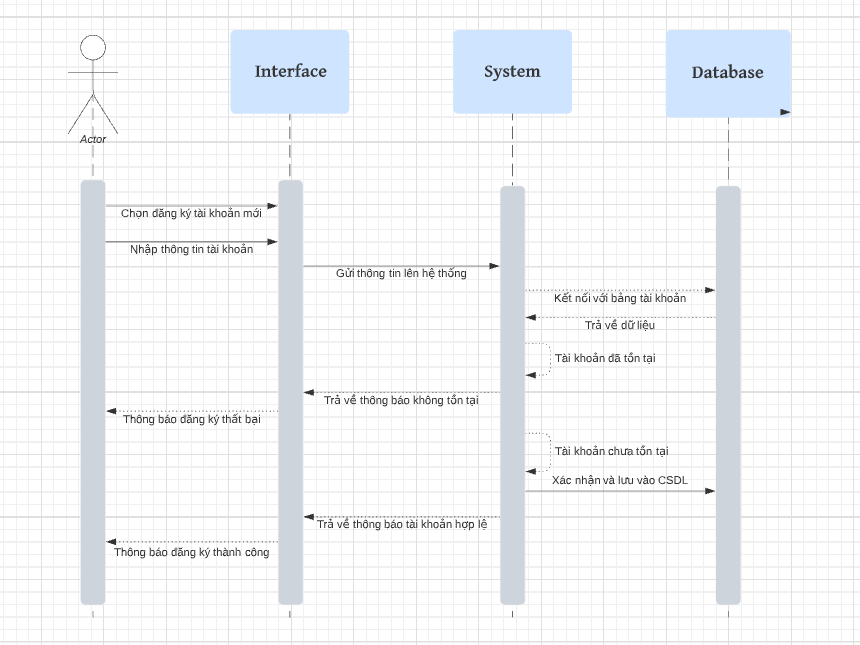 Interface
System
Database
Actor
Chọn đăng ký tài khoản mới
Nhập thông tin tài khoản
Gửi thông tin lên hệ thống
Kết nối với bảng tài khoản
Trả về dữ liệu
Tài khoản đã tồn tại
Trả về thông báo không tồn tại
Thông báo đăng ký thất bại
Tài khoản chưa tồn tại
Xác nhận và lưu vào CSDL
Trả về thông báo tài khoản hợp lệ
Thông báo đăng ký thành công